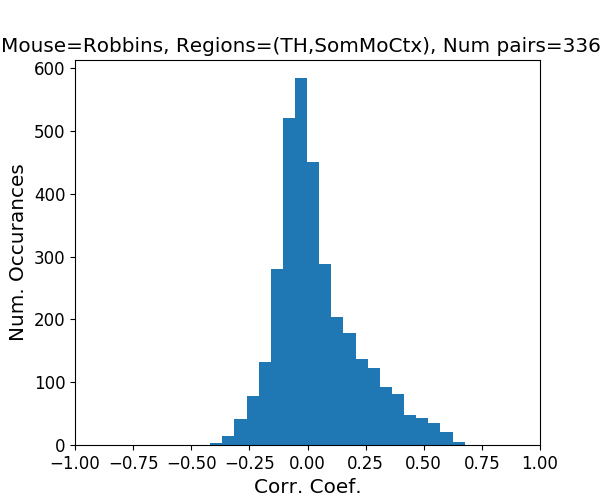 Mouse=Robbins, Regions=(TH,SomMoCtx), Num pairs=336
600
500
400
300
200
100
0
Num. Occurances
−1.00 −0.75 −0.50 −0.25 0.00 0.25 0.50 0.75 1.00
Corr. Coef.